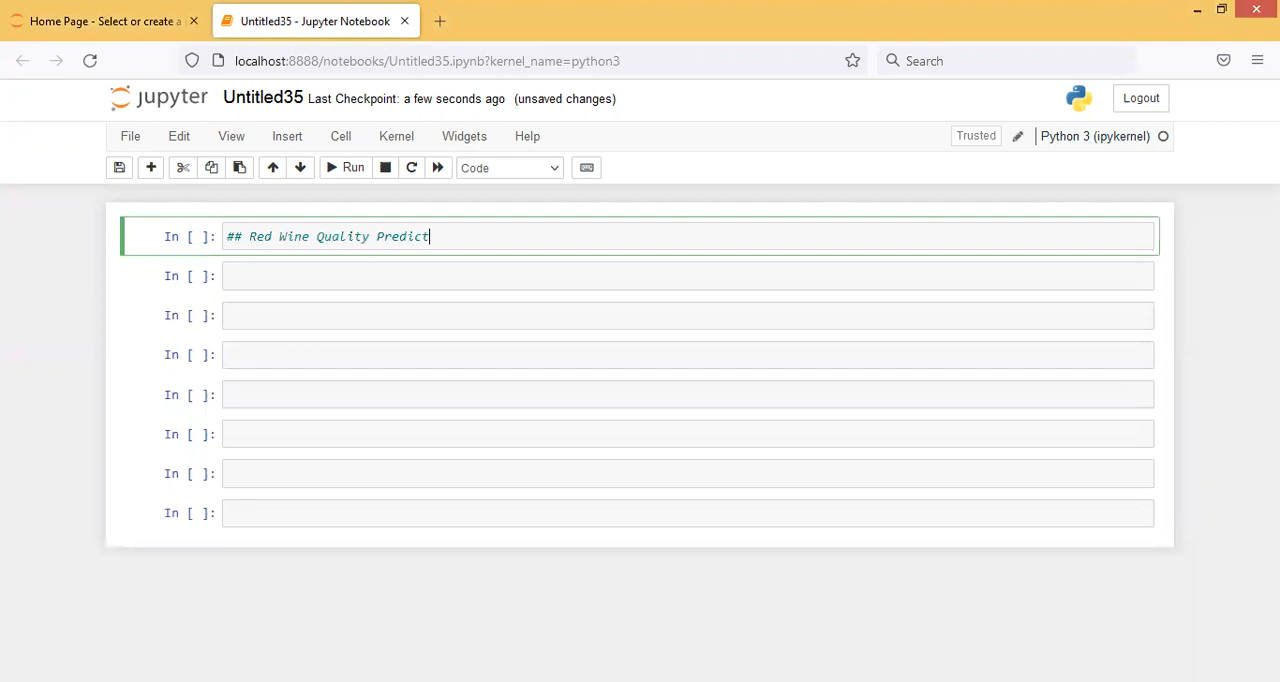 Home Page - Select or create a
Untitled35 - Jupyter Notebook
localhost:8888/notebooks/Untitled35.ipynb?kernel_name=python3
Search
jupyter Untitled35 Last Checkpaint: a few seconds ago (unsaved changes)
Logout
File Edit View Insert Cell Kernel Widgets Help
Trusted
Python 3 (ipykernel)
Run
Code
In [ ]: ## Red Wine Quality Predict
In [ ]:
In [ ]:
In [ ]:
In [ ]:
In [ ]:
In [ ]:
In [ ]: